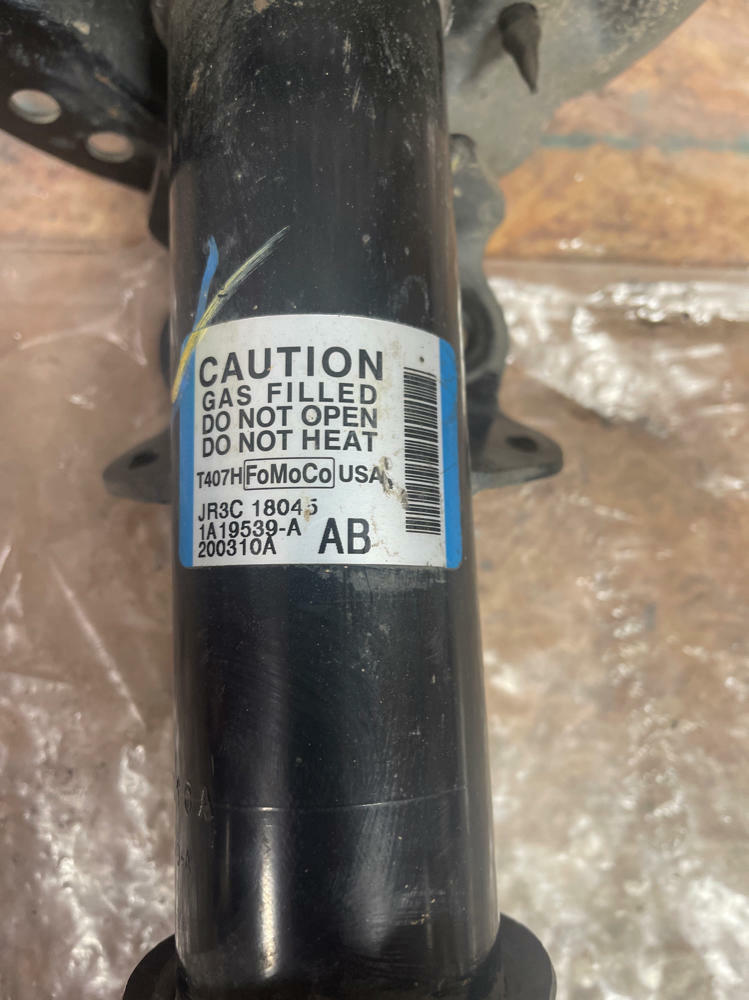 CAUTION
GAS FILLED
DO NOT OPEN
DO NOT HEAT
T407H FoMoCo USA
JR3C 18045
1A19539-A
200310A AB